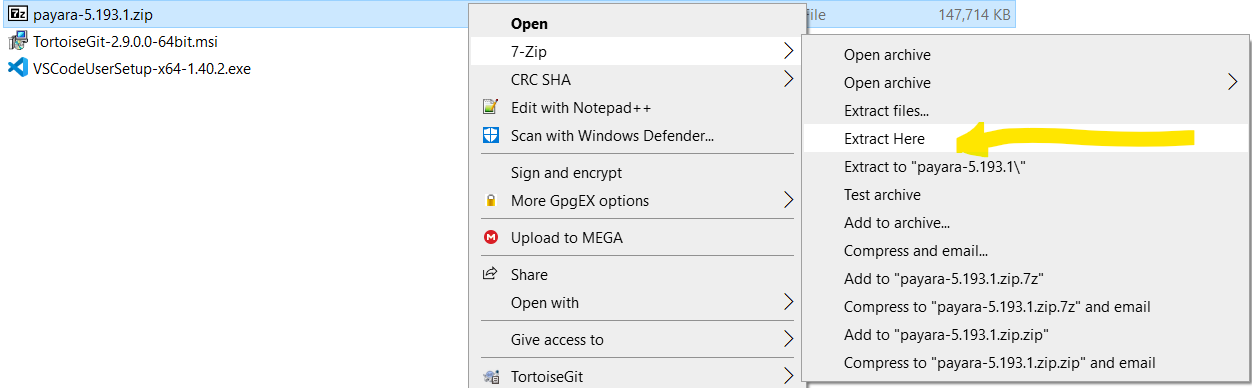 payara-5.193.1.zip
File
147,714 KB
TortoiseGit-2.9.0.0-64bit.msi
VSCodeUserSetup-x64-1.40.2.exe
Open
7-Zip
CRC SHA
Edit with Notepad++
Scan with Windows Defender...
Sign and encrypt
More GpgEX options
Upload to MEGA
Share
Open with
Give access to
TortoiseGit
Open archive
Open archive
Extract files...
Extract Here
Extract to "payara-5.193.1\"
Test archive
Add to archive...
Compress and email...
Add to "payara-5.193.1.zip.7z"
Compress to "payara-5.193.1.zip.7z" and email
Add to "payara-5.193.1.zip.zip"
Compress to "payara-5.193.1.zip.zip" and email